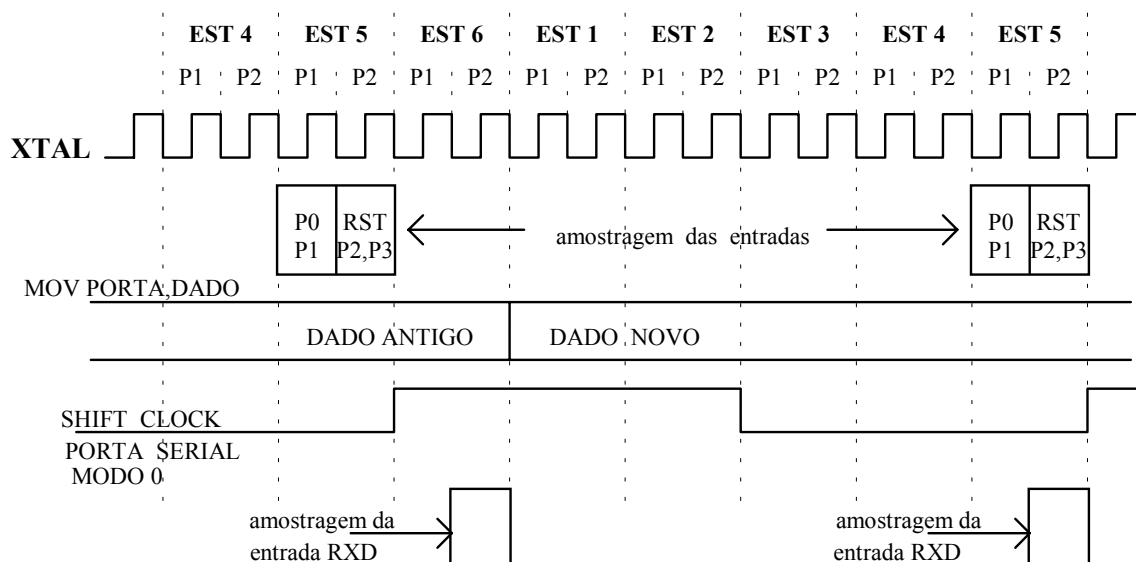 EST 4 EST 5 EST 6 EST 1 EST 2 EST 3 EST 4 EST 5
P1 P2 P1 P2 P1 P2 P1 P2 P1 P2 P1 P2 P1 P2 P1 P2
XTAL
P0 RST P0 RST
amostragem das entradas
P1 P2,P3 P1 P2,P3
MOV PORTA,DADO
DADO ANTIGO DADO NOVO
SHIFT CLOCK
PORTA SERIAL
MODO 0
amostragem da amostragem da
entrada RXD entrada RXD